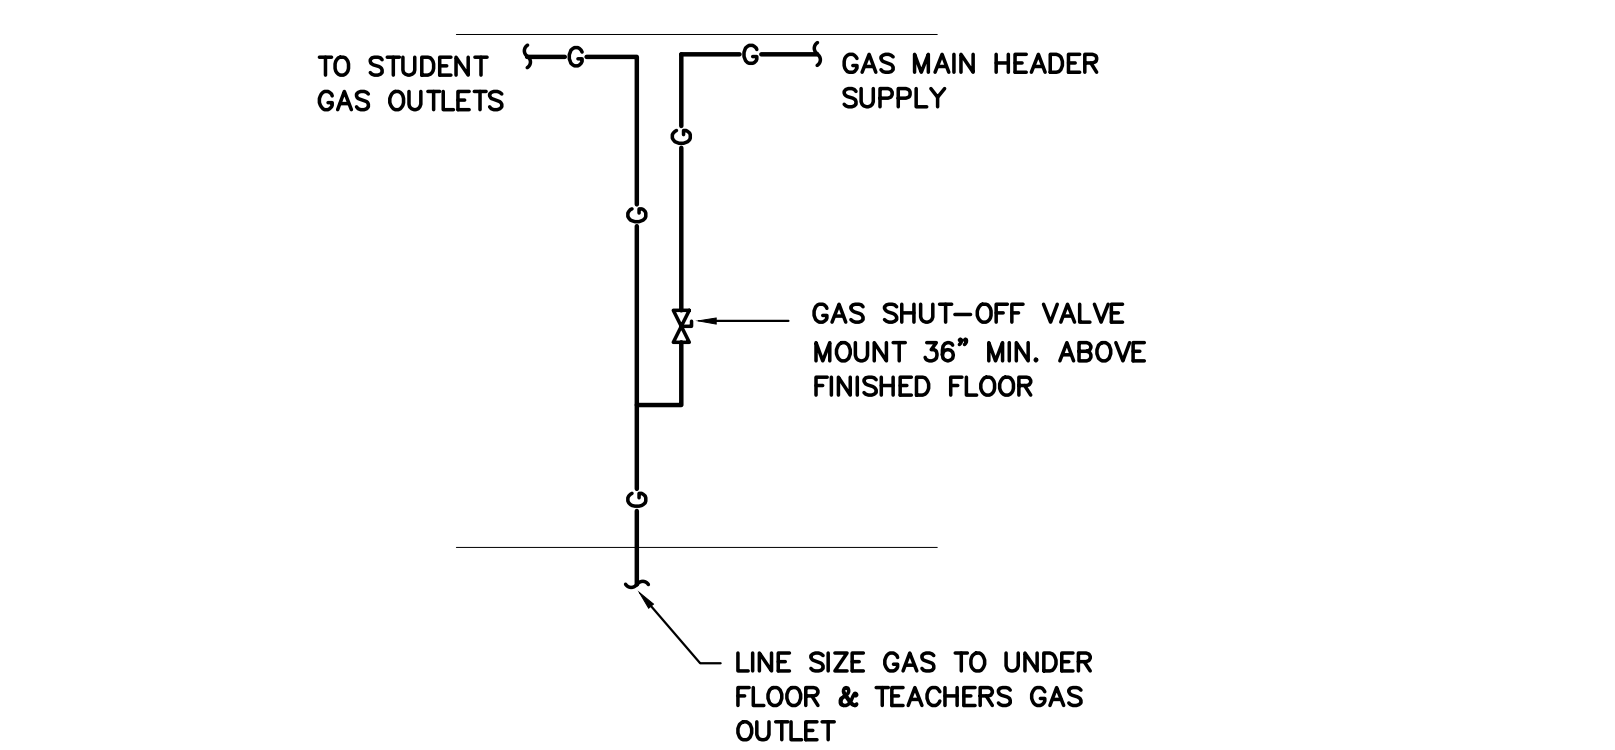 TO STUDENT
GAS OUTLETS
G
G
GAS MAIN HEADER
SUPPLY
G
G
GAS SHUT-OFF VALVE
MOUNT 36" MIN. ABOVE
FINISHED FLOOR
G
LINE SIZE GAS TO UNDER
FLOOR & TEACHERS GAS
OUTLET